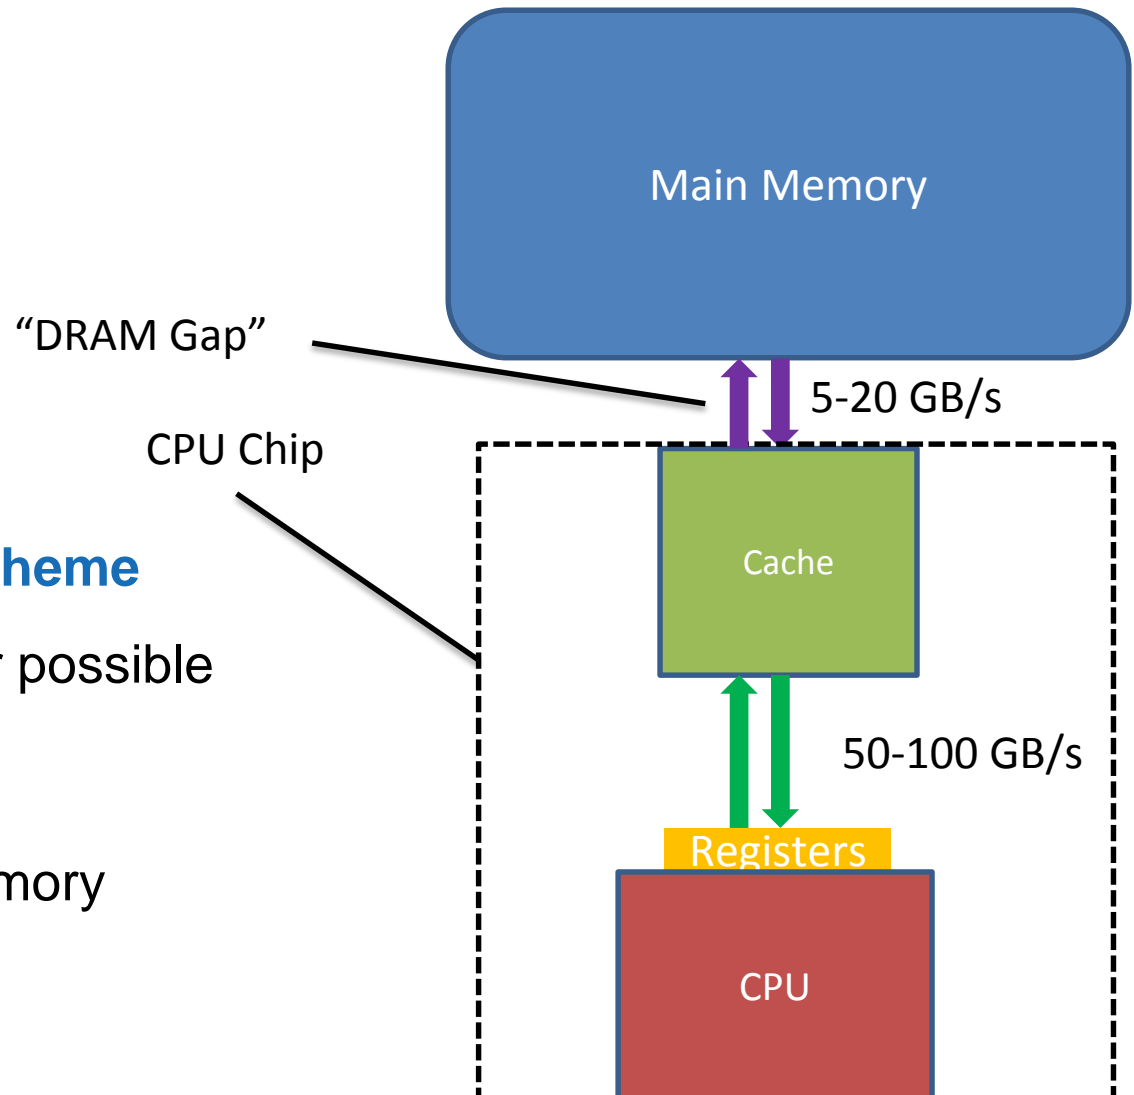 Main Memory
“DRAM Gap”
5-20 GB/s
CPU Chip
Cache
heme
r possible
50-100 GB/s
Registers
mory
CPU